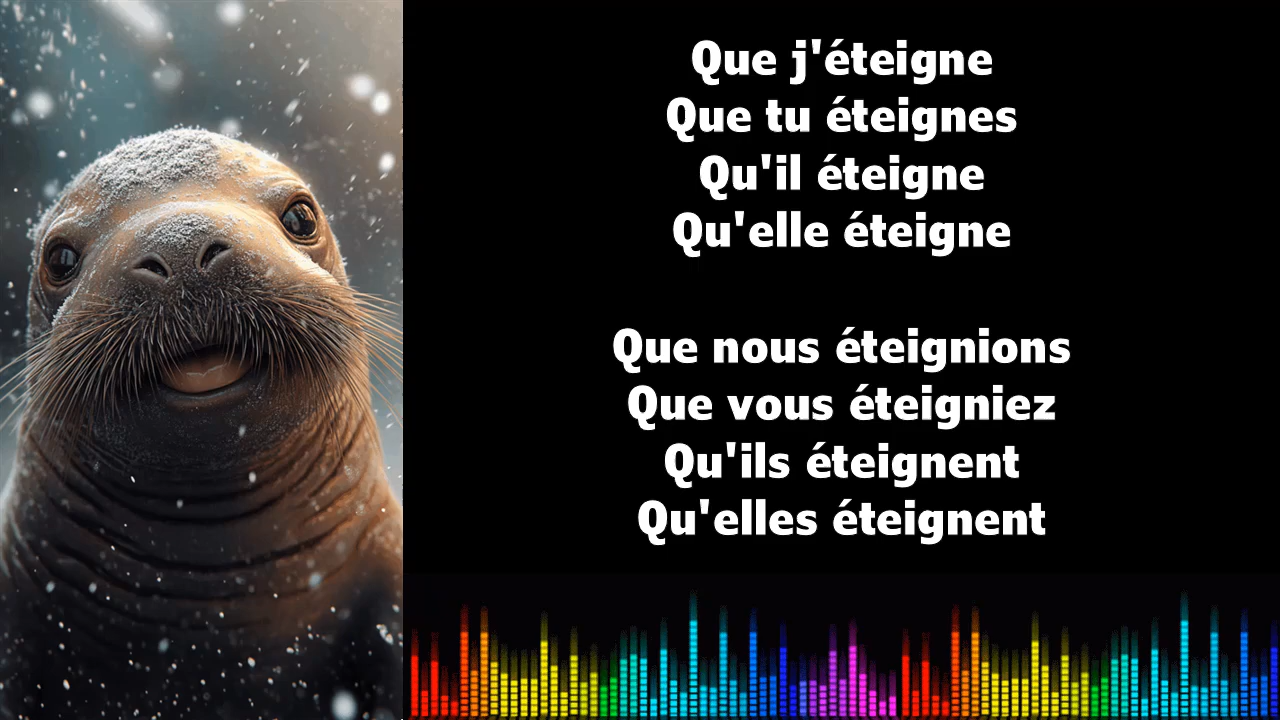 Que j'éteigne
Que tu éteignes
Qu'il éteigne
Qu'elle éteigne
Que nous éteignions
Que vous éteigniez
Qu'ils éteignent
Qu'elles éteignent